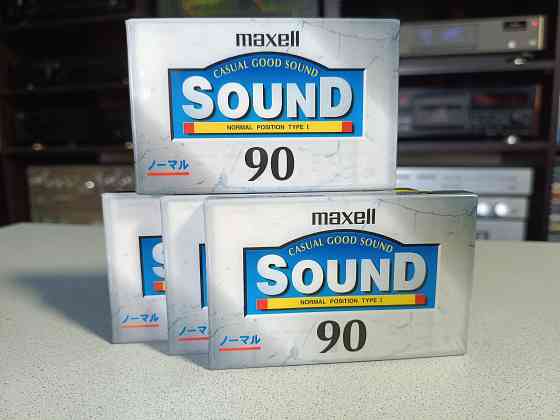 maxell
CASUAL GOOD SOUND
SOUND
NORMAL POSITION TYPE I
ノーマル
90
maxell
CASUAL GOOD SOUND
SOUND
NORMAL POSITION TYPE I
ノーマル
90
ノーマル
ノーマル